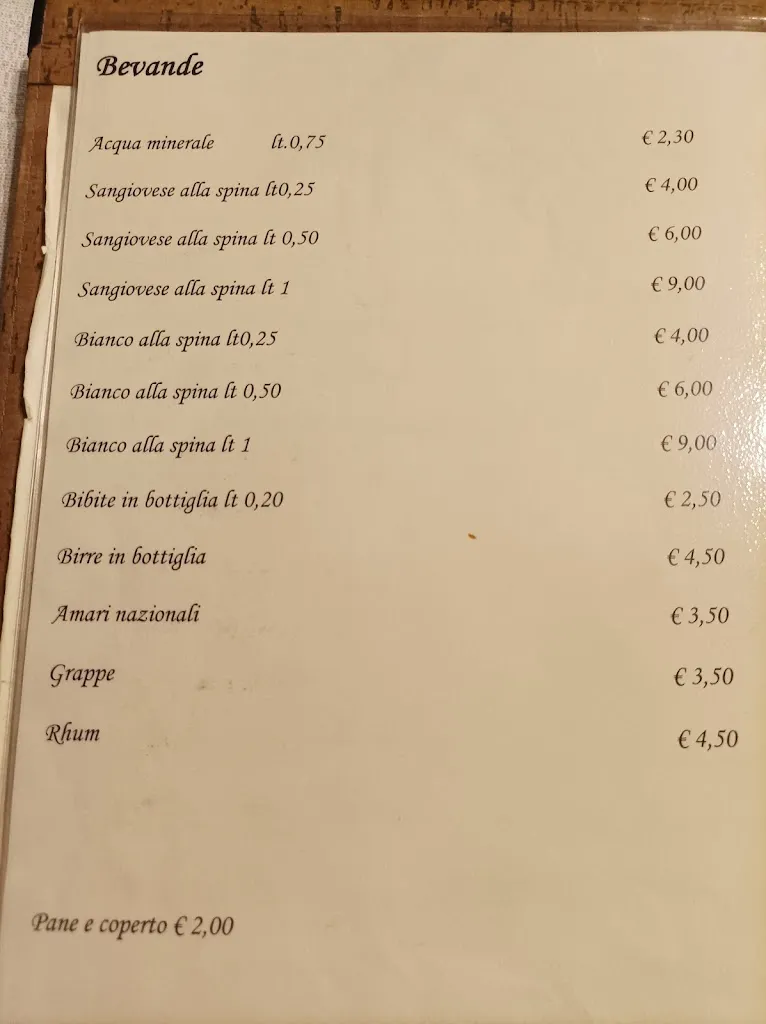 Bevande
Acqua minerale lt.0,75 € 2,30
Sangiovese alla spina lt0,25 € 4,00
Sangiovese alla spina lt 0,50 € 6,00
Sangiovese alla spina lt 1 € 9,00
Bianco alla spina lt0,25 € 4,00
Bianco alla spina lt 0,50 € 6,00
Bianco alla spina lt 1 € 9,00
Bibite in bottiglia lt 0,20 € 2,50
Birre in bottiglia € 4,50
Amari nazionali € 3,50
Grappe € 3,50
Rhum € 4,50
Pane e coperto € 2,00